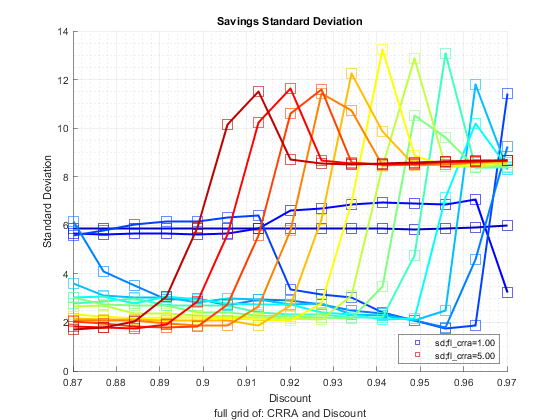 Savings Standard Deviation
14
12
10
8
6
4
2
0
Standard Deviation
0.87 0.88 0.89 0.9 0.91 0.92 0.93 0.94 0.95 0.96 0.97
Discount
full grid of: CRRA and Discount
sd;fl_crra=1.00
sd;fl_crra=5.00